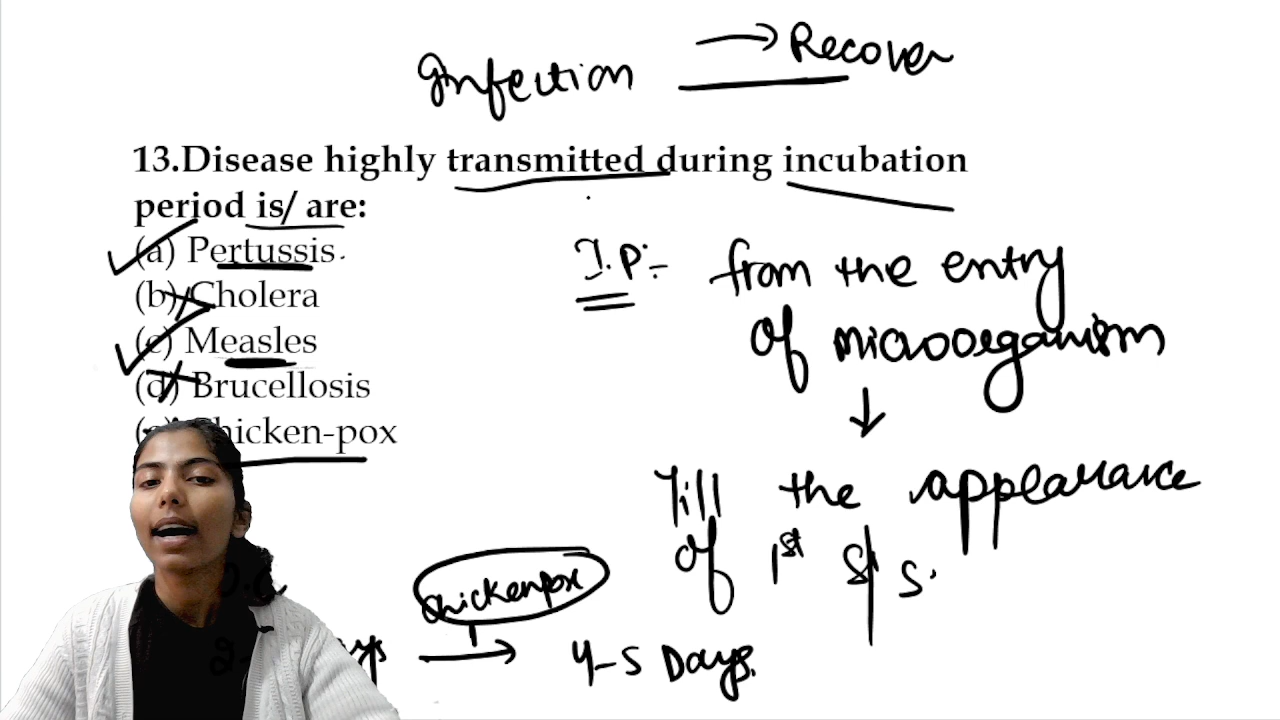 Infection → Recover
13.Disease highly transmitted during incubation
period is/ are:
(a) Pertussis
(b) Cholera
(c) Measles
(d) Brucellosis
Chicken-pox
I.P:- from the entry
of microorganism
↓
Till the appearance
of 1st S/S.
chickenpox
→ 4-5 Days.